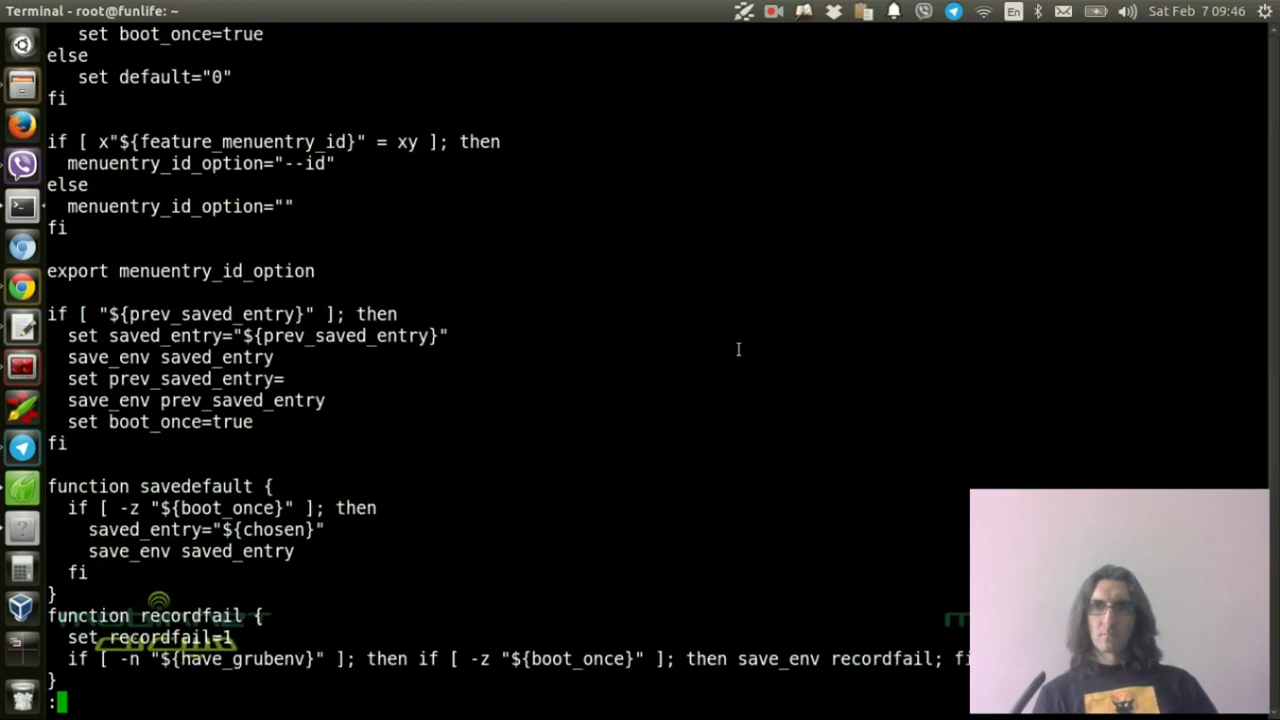 Terminal - root@funlife: ~
En
Sat Feb 7 09:46
set boot_once=true
else
set default="0"
fi
if [ x"${feature_menuentry_id}" = xy ]; then
menuentry_id_option="--id"
else
menuentry_id_option=""
fi
export menuentry_id_option
if [ "${prev_saved_entry}" ]; then
set saved_entry="${prev_saved_entry}"
save_env saved_entry
set prev_saved_entry=
save_env prev_saved_entry
set boot_once=true
fi
function savedefault {
if [ -z "${boot_once}" ]; then
saved_entry="${chosen}"
save_env saved_entry
fi
}
function recordfail {
set recordfail=1
if [ -n "${have_grubenv}" ]; then if [ -z "${boot_once}" ]; then save_env recordfail; fi
}
: